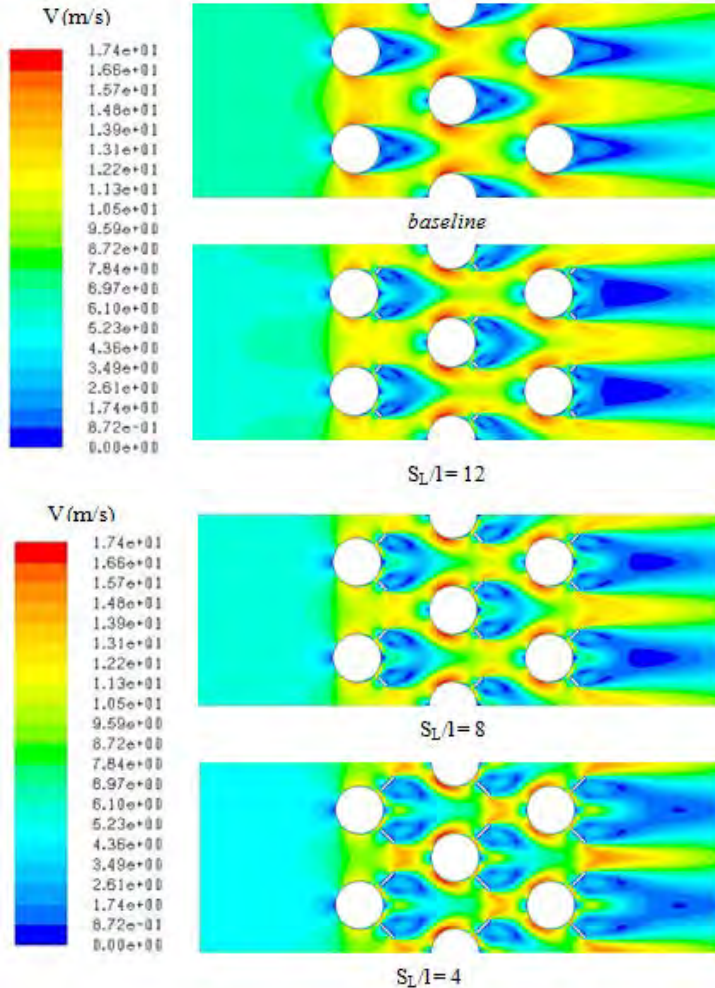 V(m/s)
1.74e+01
1.66e+01
1.57e+01
1.48e+01
1.39e+01
1.31e+01
1.22e+01
1.13e+01
1.05e+01
9.59e+00
8.72e+00
7.84e+00
6.97e+00
6.10e+00
5.23e+00
4.36e+00
3.49e+00
2.61e+00
1.74e+00
8.72e-01
0.00e+00
baseline
S_L/l= 12
V(m/s)
1.74e+01
1.66e+01
1.57e+01
1.48e+01
1.39e+01
1.31e+01
1.22e+01
1.13e+01
1.05e+01
9.59e+00
8.72e+00
7.84e+00
6.97e+00
6.10e+00
5.23e+00
4.36e+00
3.49e+00
2.61e+00
1.74e+00
8.72e-01
0.00e+00
S_L/l= 8
S_L/l= 4